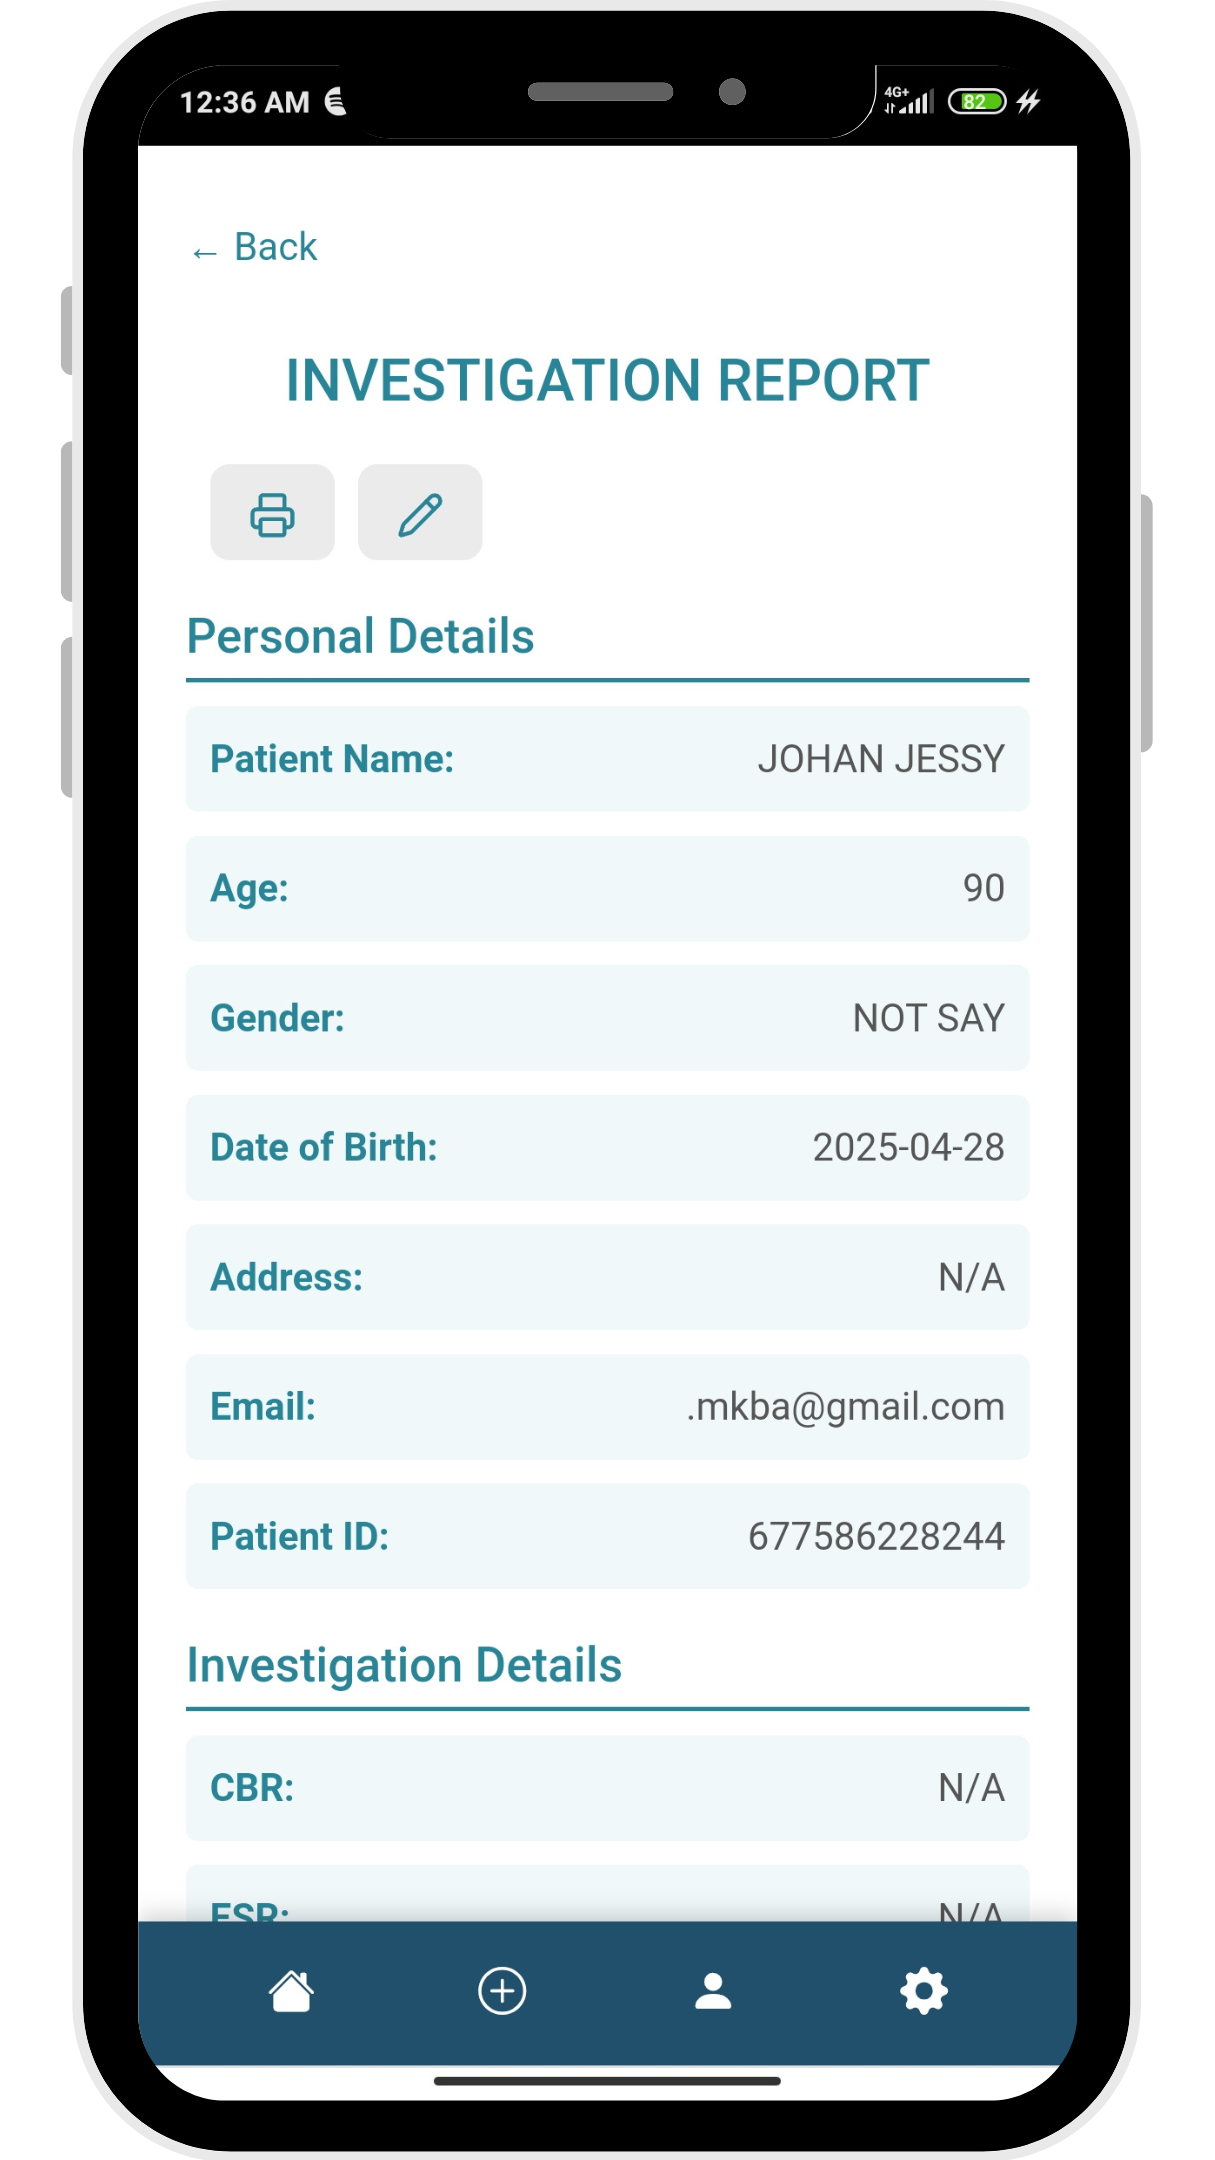 12:36 AM
4G+
82
← Back
INVESTIGATION REPORT
Personal Details
Patient Name: JOHAN JESSY
Age: 90
Gender: NOT SAY
Date of Birth: 2025-04-28
Address: N/A
Email: .mkba@gmail.com
Patient ID: 677586228244
Investigation Details
CBR: N/A
ESR: N/A